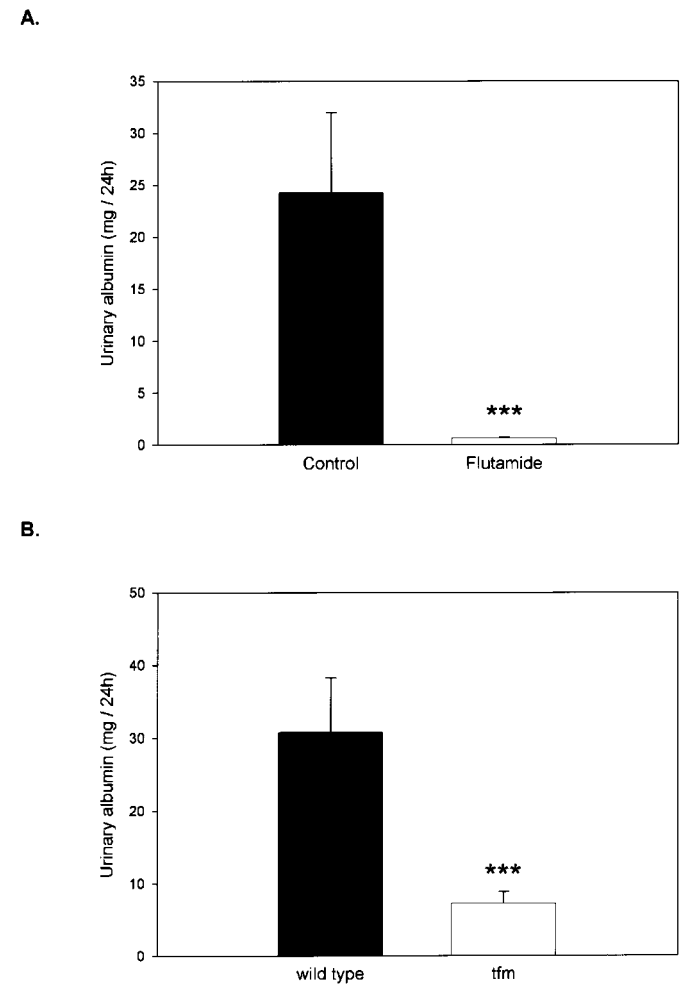 A.
Urinary albumin (mg / 24h)
35
30
25
20
15
10
5
0
***
Control Flutamide
B.
Urinary albumin (mg / 24h)
50
40
30
20
10
0
***
wild type tfm